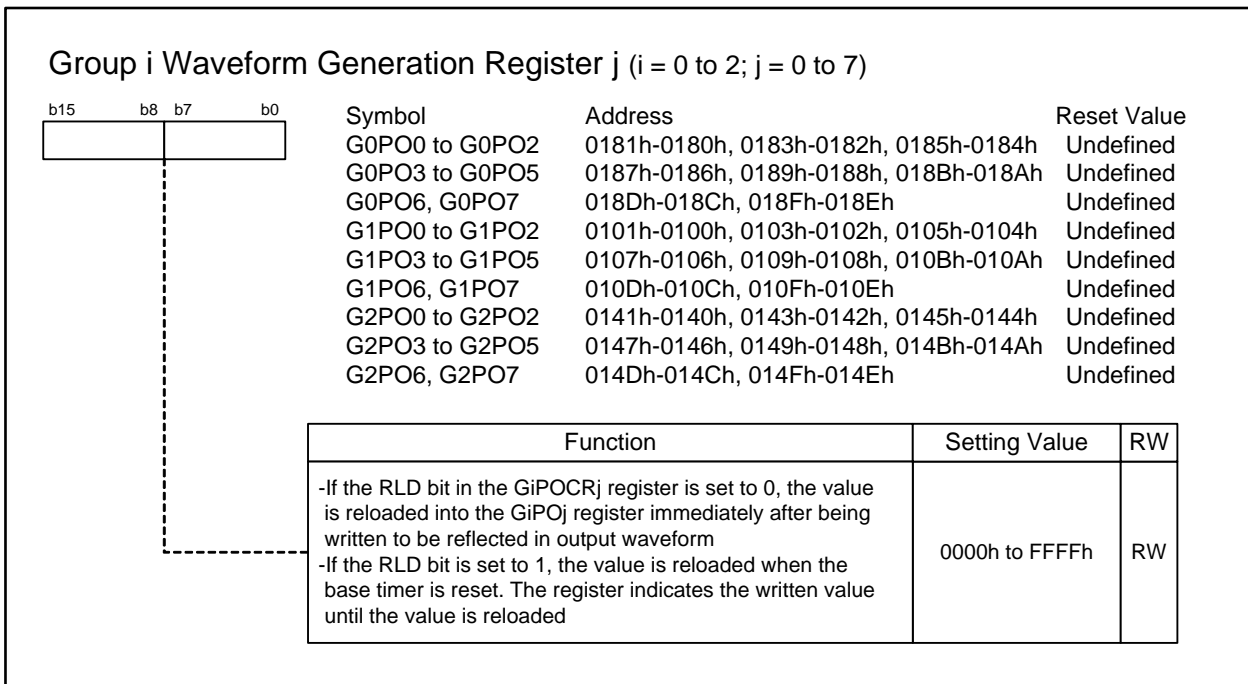 Group i Waveform Generation Register j (i = 0 to 2; j = 0 to 7)
b15 b8 b7 b0
Symbol Address Reset Value
G0PO0 to G0PO2 0181h-0180h, 0183h-0182h, 0185h-0184h Undefined
G0PO3 to G0PO5 0187h-0186h, 0189h-0188h, 018Bh-018Ah Undefined
G0PO6, G0PO7 018Dh-018Ch, 018Fh-018Eh Undefined
G1PO0 to G1PO2 0101h-0100h, 0103h-0102h, 0105h-0104h Undefined
G1PO3 to G1PO5 0107h-0106h, 0109h-0108h, 010Bh-010Ah Undefined
G1PO6, G1PO7 010Dh-010Ch, 010Fh-010Eh Undefined
G2PO0 to G2PO2 0141h-0140h, 0143h-0142h, 0145h-0144h Undefined
G2PO3 to G2PO5 0147h-0146h, 0149h-0148h, 014Bh-014Ah Undefined
G2PO6, G2PO7 014Dh-014Ch, 014Fh-014Eh Undefined
Function Setting Value RW
-If the RLD bit in the GiPOCRj register is set to 0, the value
is reloaded into the GiPOj register immediately after being
written to be reflected in output waveform
-If the RLD bit is set to 1, the value is reloaded when the
base timer is reset. The register indicates the written value
until the value is reloaded
0000h to FFFFh RW